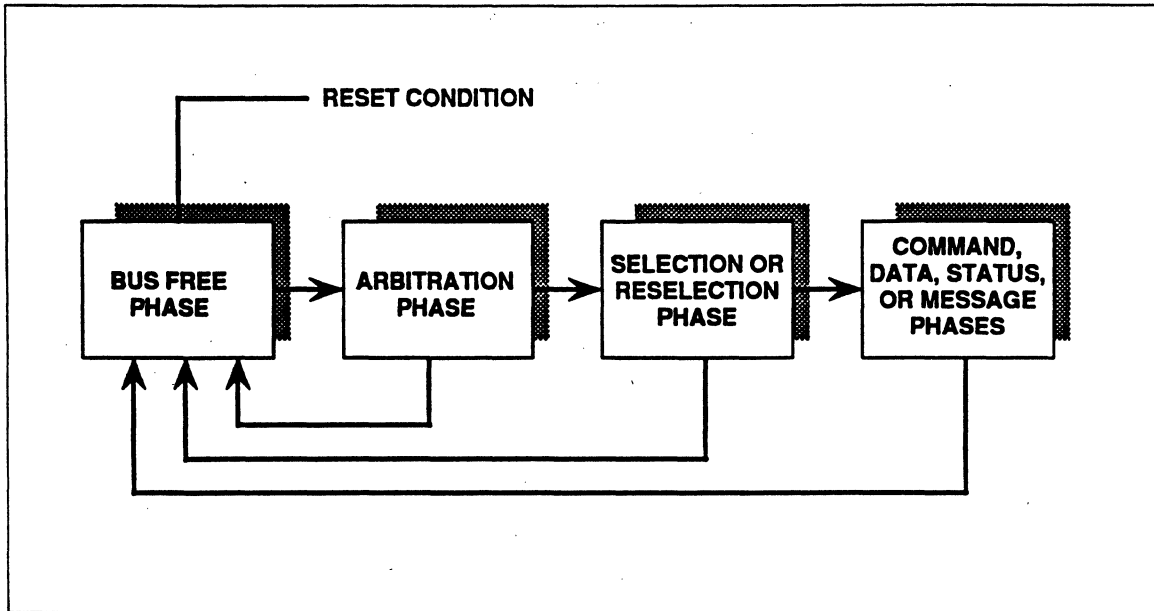 RESET CONDITION
BUS FREE
PHASE
ARBITRATION
PHASE
SELECTION OR
RESELECTION
PHASE
COMMAND,
DATA, STATUS,
OR MESSAGE
PHASES